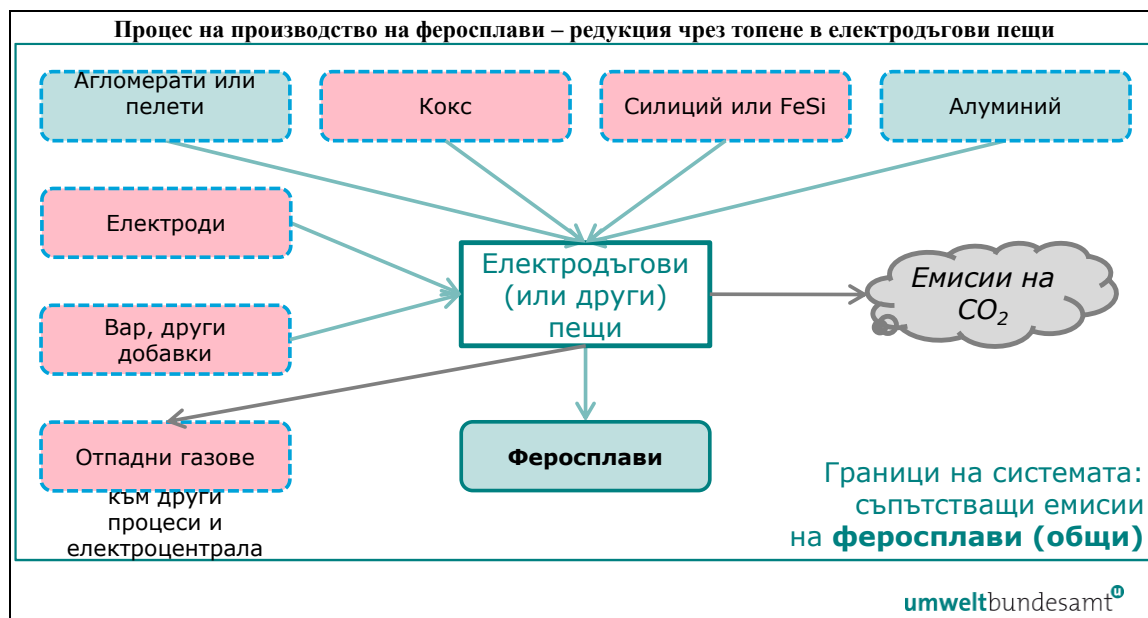 Процес на производство на феросплави – редукция чрез топене в електродъгови пещи
Агломерати или
пелети
Кокс
Силиций или FeSi
Алуминий
Електроди
Електродъгови
(или други)
пещи
Емисии на
CO2
Вар, други
добавки
Отпадни газове
към други
процеси и
електроцентрала
Феросплави
Граници на системата:
съпътстващи емисии
на феросплави (общи)
umweltbundesamt